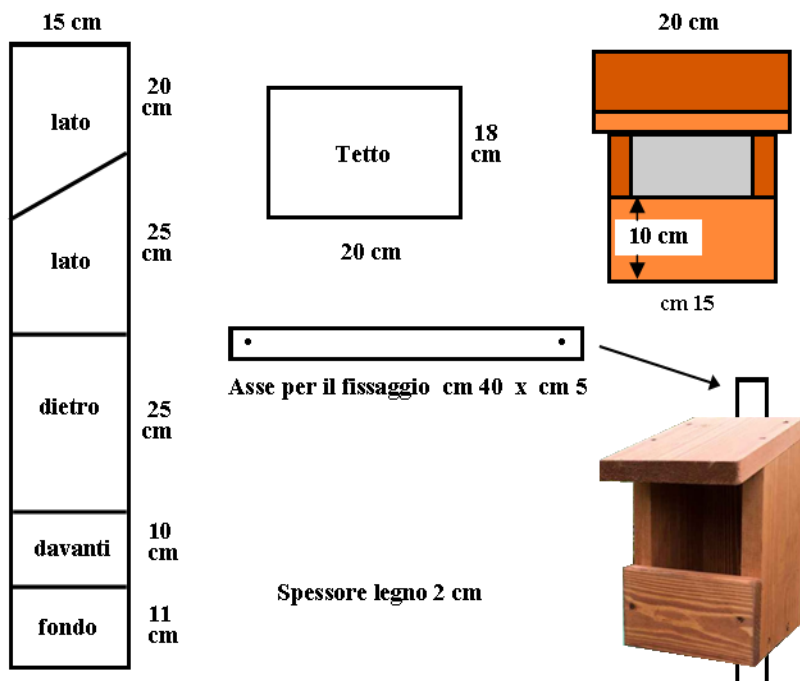 15 cm
20
cm
lato
25
cm
lato
dietro
25
cm
davanti
10
cm
fondo
11
cm
Tetto
18
cm
20 cm
Asse per il fissaggio cm 40 x cm 5
Spessore legno 2 cm
20 cm
10 cm
cm 15